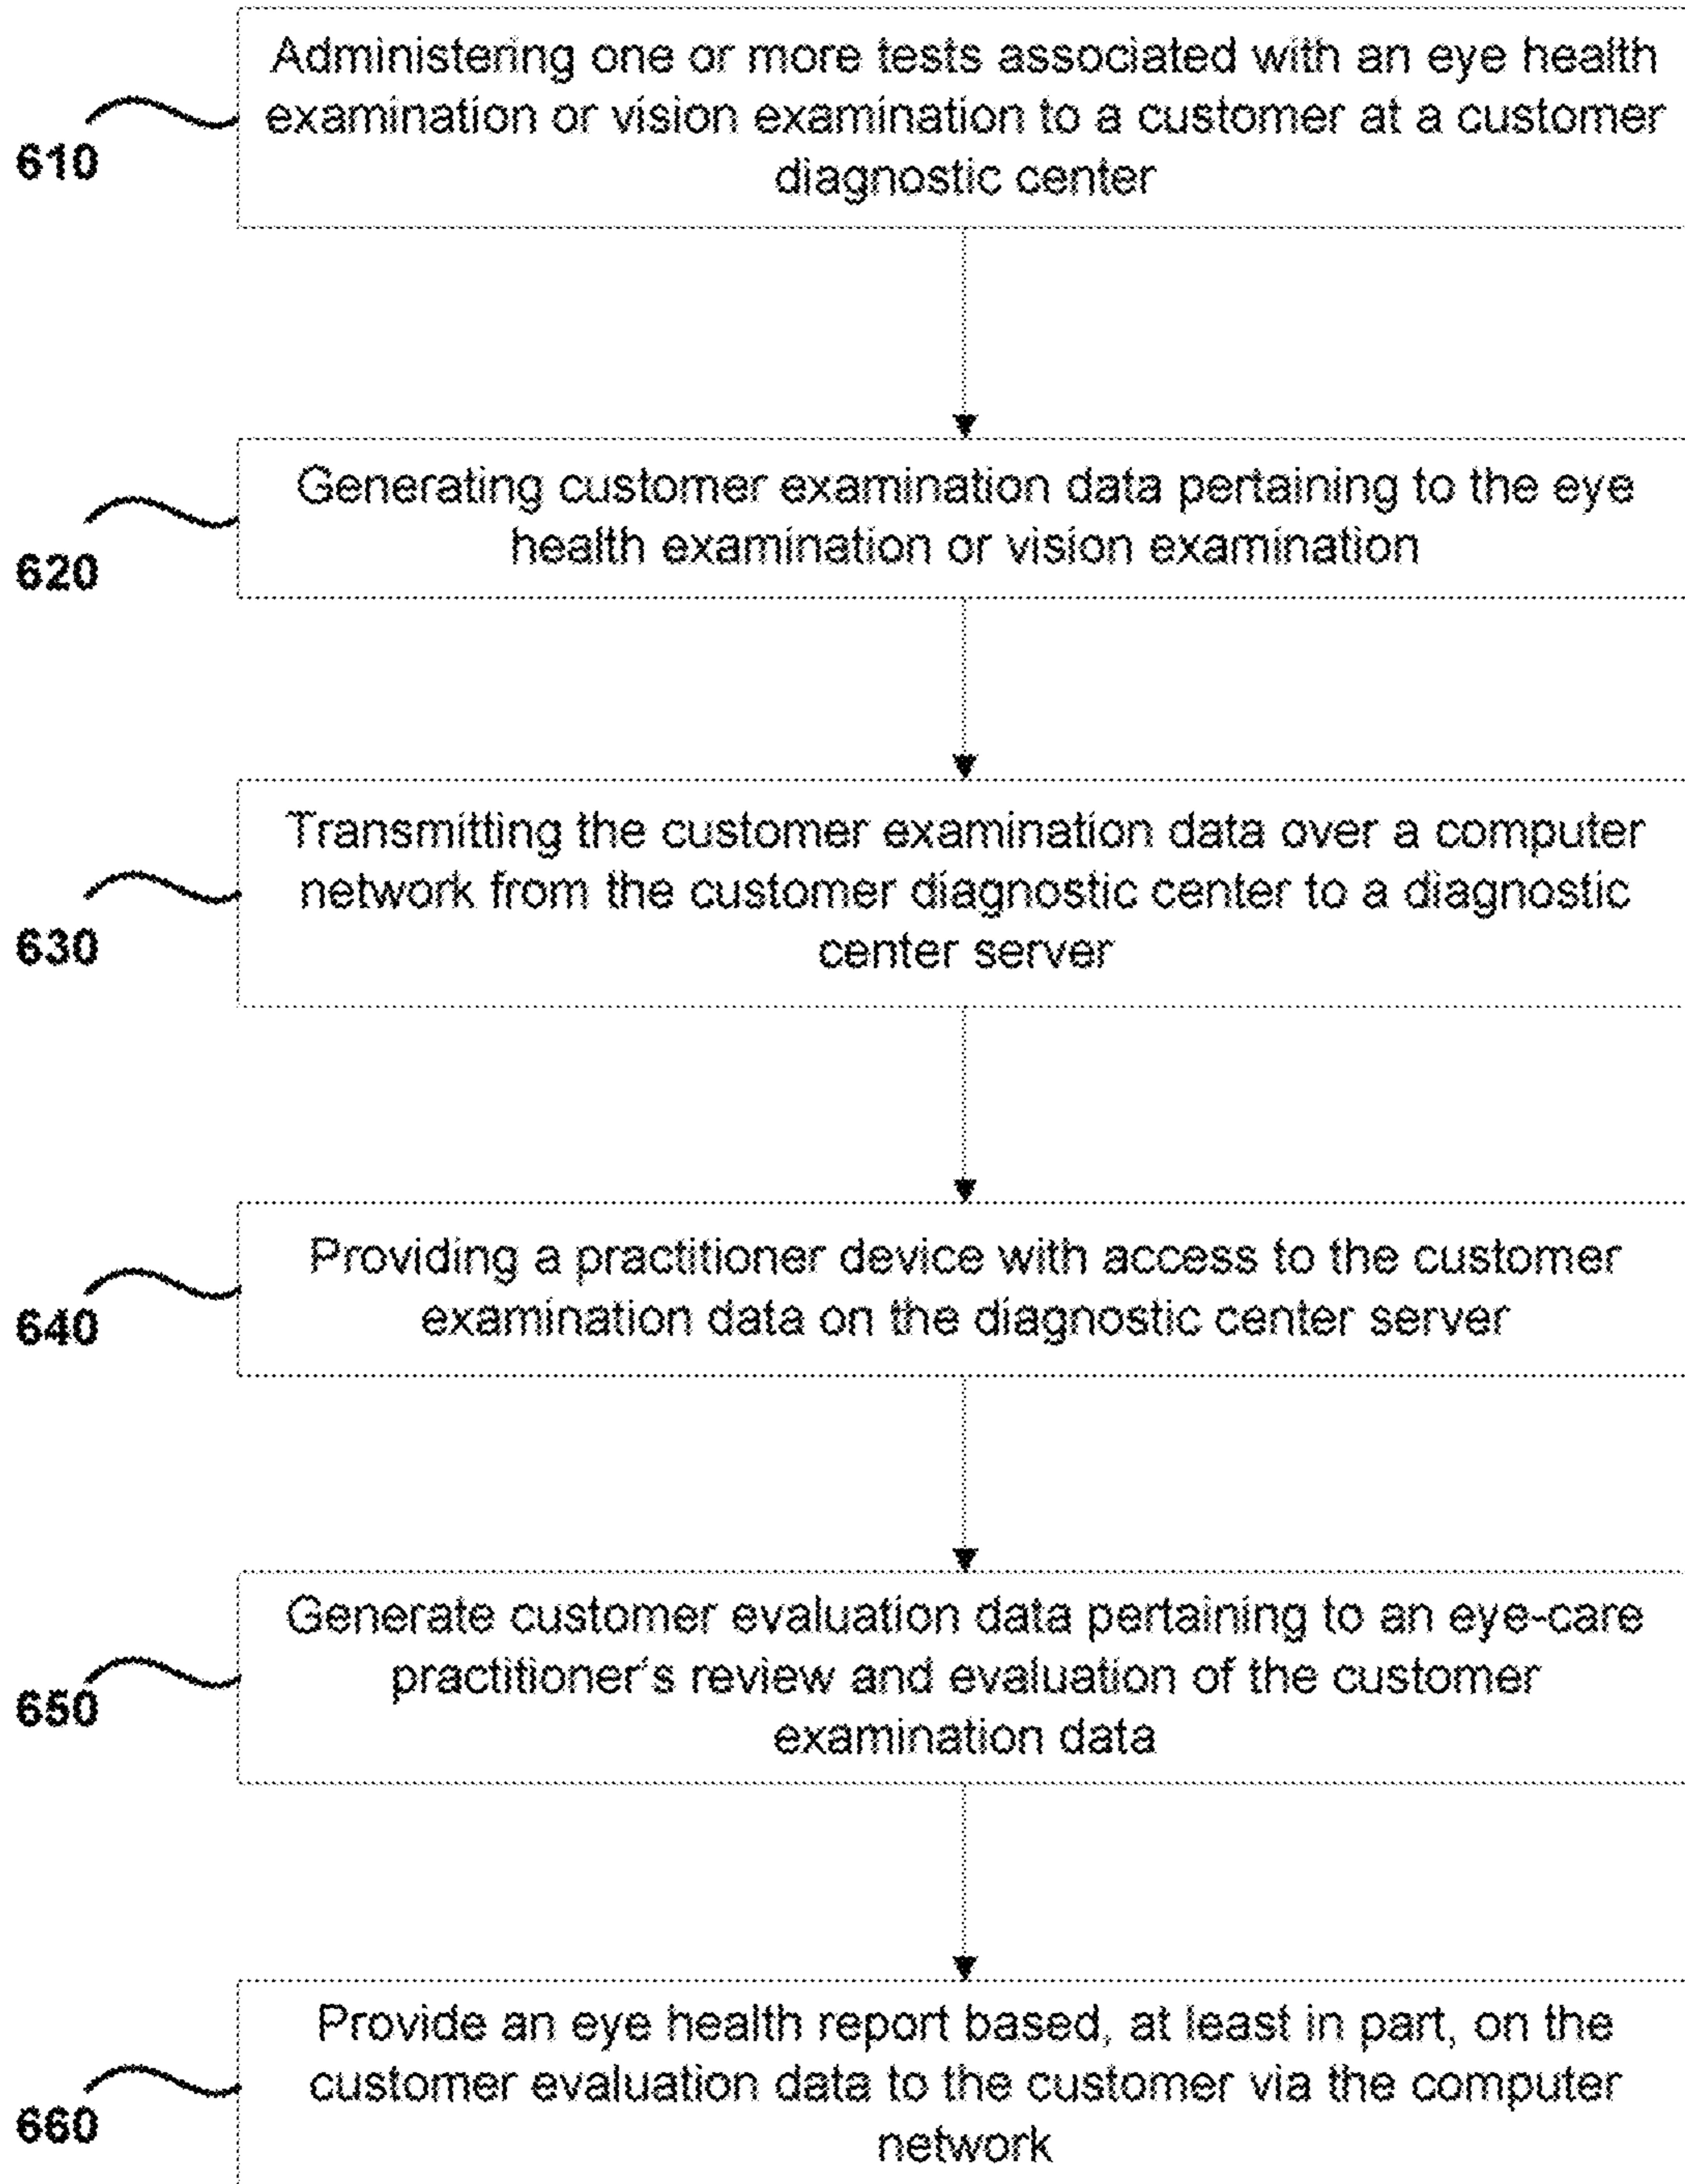 Administering one or more tests associated with an eye health
examination or vision examination to a customer at a customer
diagnostic center
610
Generating customer examination data pertaining to the eye
health examination or vision examination
620
Transmitting the customer examination data over a computer
network from the customer diagnostic center to a diagnostic
center server
630
Providing a practitioner device with access to the customer
examination data on the diagnostic center server
640
Generate customer evaluation data pertaining to an eye-care
practitioner's review and evaluation of the customer
examination data
650
Provide an eye health report based, at least in part, on the
customer evaluation data to the customer via the computer
network
660